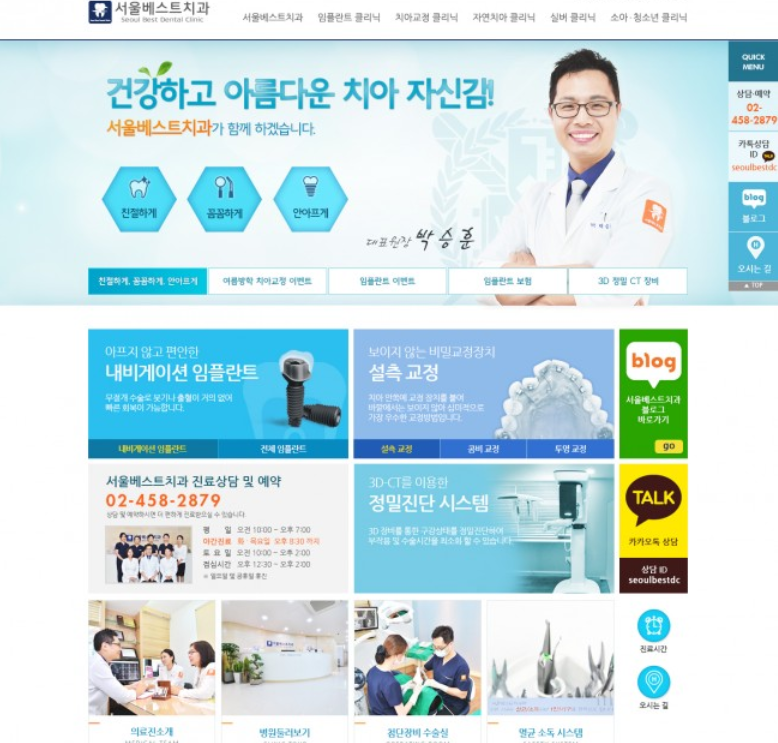 서울베스트치과
Seoul Best Dental Clinic
서울베스트치과 임플란트 클리닉 치아교정 클리닉 자연치아 클리닉 실버 클리닉 소아·청소년 클리닉
QUICK
MENU
상담·예약
02-
458-2879
카톡상담
ID TALK
seoulbestdc
blog
블로그
오시는 길
▲ TOP
건강하고 아름다운 치아 자신감!
서울베스트치과가 함께 하겠습니다.
친절하게 꼼꼼하게 안아프게
대표원장 박승훈
친절하게, 꼼꼼하게, 안아프게 여름방학 치아교정 이벤트 임플란트 이벤트 임플란트 보험 3D 정밀 CT 장비
아프지 않고 편안한
내비게이션 임플란트
무절개 수술로 붓기나 출혈이 거의 없어
빠른 회복이 가능합니다.
내비게이션 임플란트 전체 임플란트
보이지 않는 비밀교정장치
설측 교정
치아 안쪽에 교정 장치를 붙여
바깥에서는 보이지 않아 심미적으로
가장 우수한 교정방법입니다.
설측 교정 콤비 교정 투명 교정
blog
서울베스트치과
블로그
바로가기
go
서울베스트치과 진료상담 및 예약
02-458-2879
상담 및 예약하시면 더 편하게 진료받으실 수 있습니다.
평 일 오전 10:00 ~ 오후 7:00
야간진료 화·목요일 오후 8:30 까지
토 요 일 오전 10:00 ~ 오후 2:00
점심시간 오후 12:30 ~ 오후 2:00
※ 일요일 및 공휴일 휴진
3D-CT를 이용한
정밀진단 시스템
3D 장비를 통한 구강상태를 정밀진단하여
부작용 및 수술시간을 최소화 할 수 있습니다.
TALK
카카오톡 상담
상담 ID
seoulbestdc
진료시간
오시는 길
의료진소개 병원둘러보기 첨단장비 수술실 멸균 소독 시스템
MEDICAL TEAM